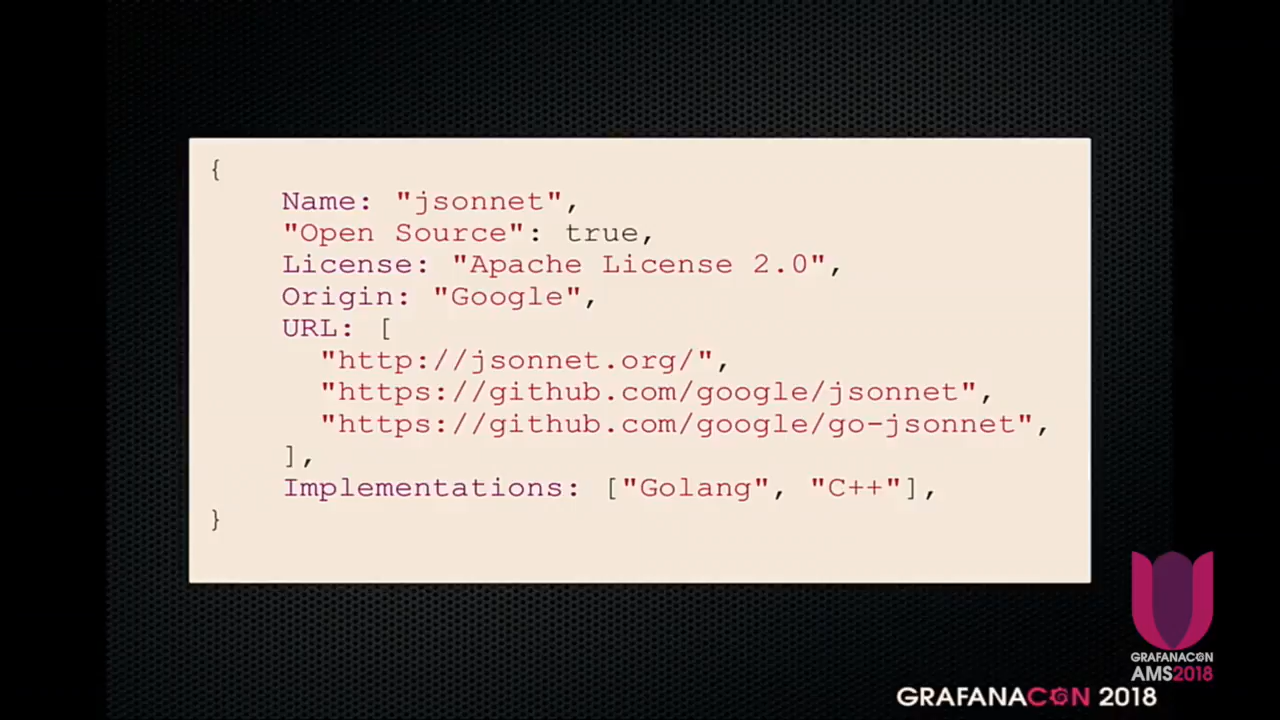 {
Name: "jsonnet",
"Open Source": true,
License: "Apache License 2.0",
Origin: "Google",
URL: [
"http://jsonnet.org/",
"https://github.com/google/jsonnet",
"https://github.com/google/go-jsonnet",
],
Implementations: ["Golang", "C++"],
}
GRAFANACON
AMS2018
GRAFANACON 2018